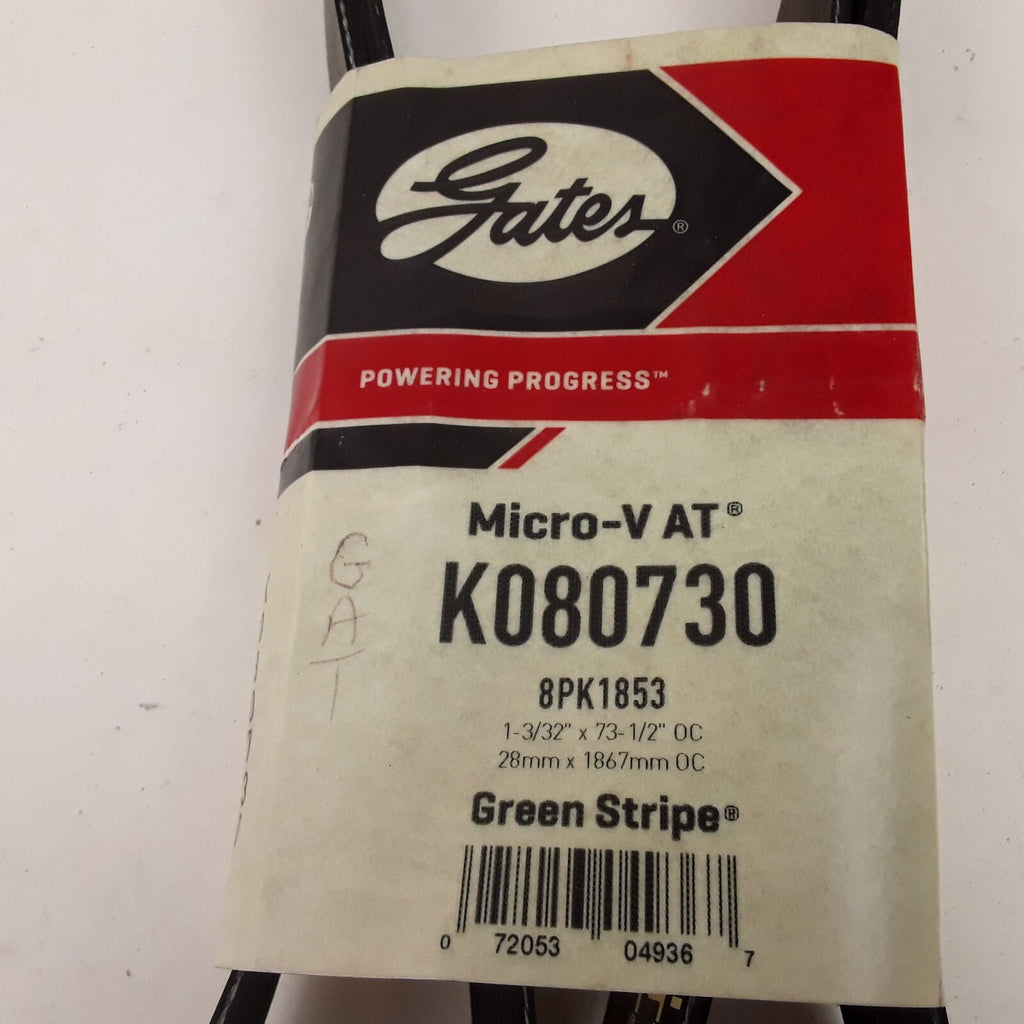 Gates®
POWERING PROGRESS™
Micro-V AT®
K080730
8PK1853
1-3/32" x 73-1/2" OC
28mm x 1867mm OC
Green Stripe®
0 72053 04936 7
G
A
T